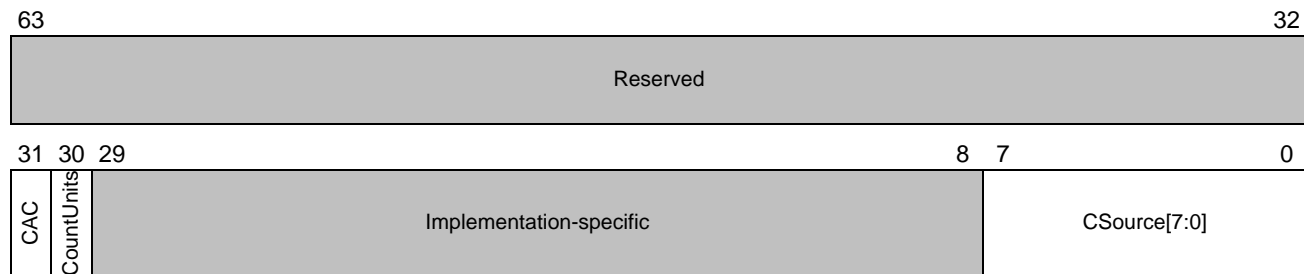 63 32
Reserved
31 30 29 8 7 0
CAC CountUnits Implementation-specific CSource[7:0]